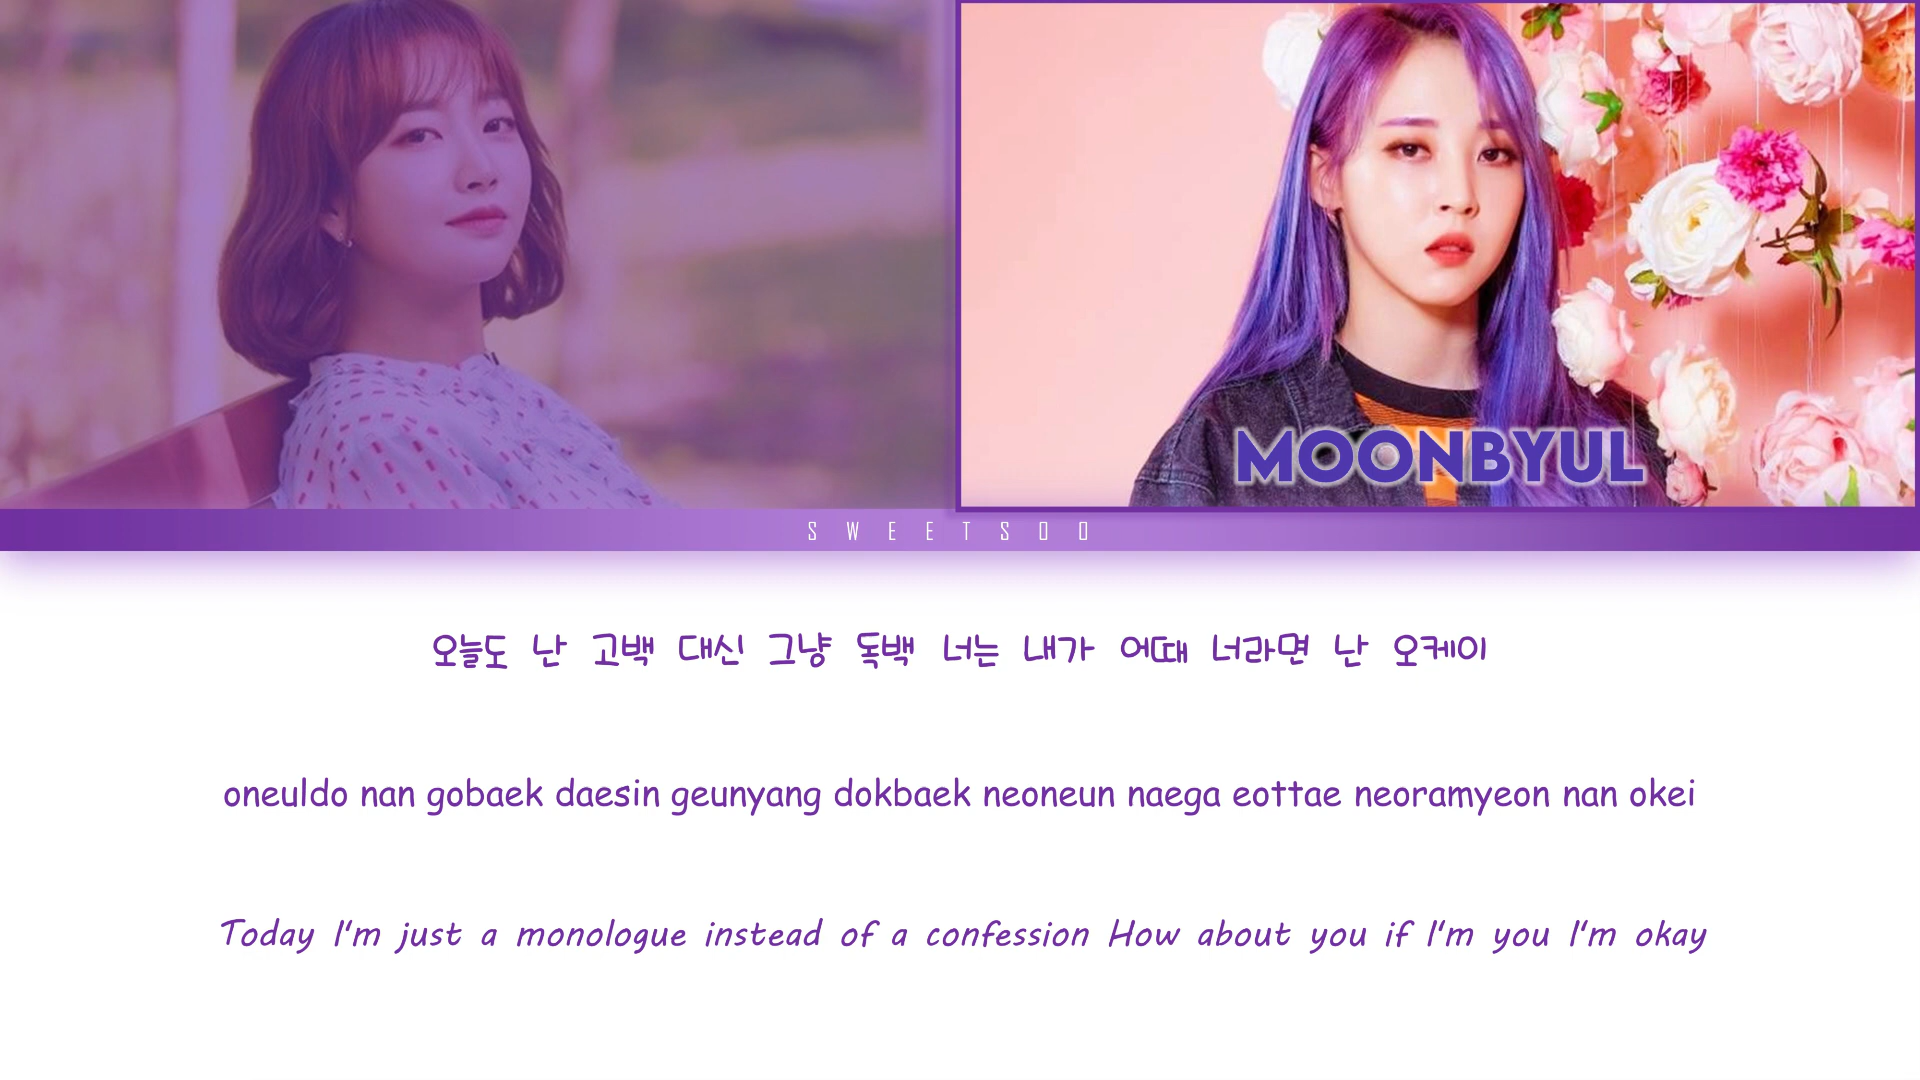 MOONBYUL
SWEETSOO
오늘도 난 고백 대신 그냥 독백 너는 내가 어때 너라면 난 오케이
oneuldo nan gobaek daesin geunyang dokbaek neoneun naega eottae neoramyeon nan okei
Today I'm just a monologue instead of a confession How about you if I'm you I'm okay